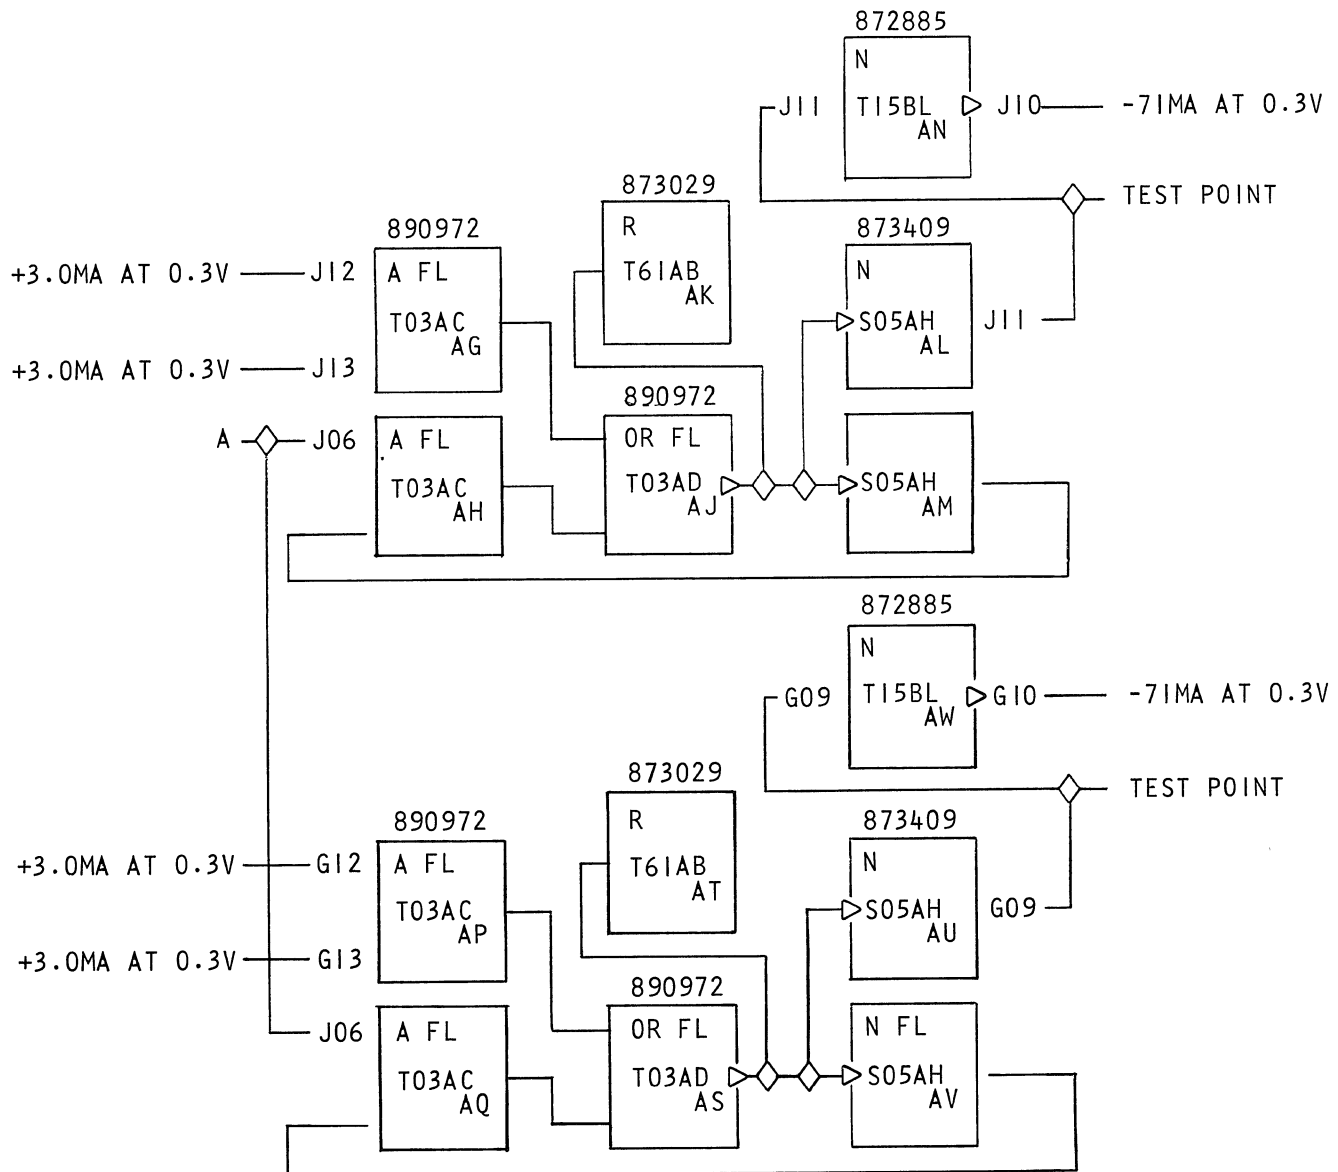 872885
N
T15BL
AN
J11
J10
-71MA AT 0.3V
TEST POINT
873029
R
T61AB
AK
873409
N
S05AH
AL
J11
890972
+3.0MA AT 0.3V
J12
A FL
T03AC
AG
+3.0MA AT 0.3V
J13
A
J06
A FL
T03AC
AH
890972
OR FL
T03AD
AJ
S05AH
AM
872885
N
T15BL
AW
G09
G10
-71MA AT 0.3V
TEST POINT
873029
R
T61AB
AT
873409
N
S05AH
AU
G09
890972
+3.0MA AT 0.3V
G12
A FL
T03AC
AP
+3.0MA AT 0.3V
G13
J06
A FL
T03AC
AQ
890972
OR FL
T03AD
AS
N FL
S05AH
AV